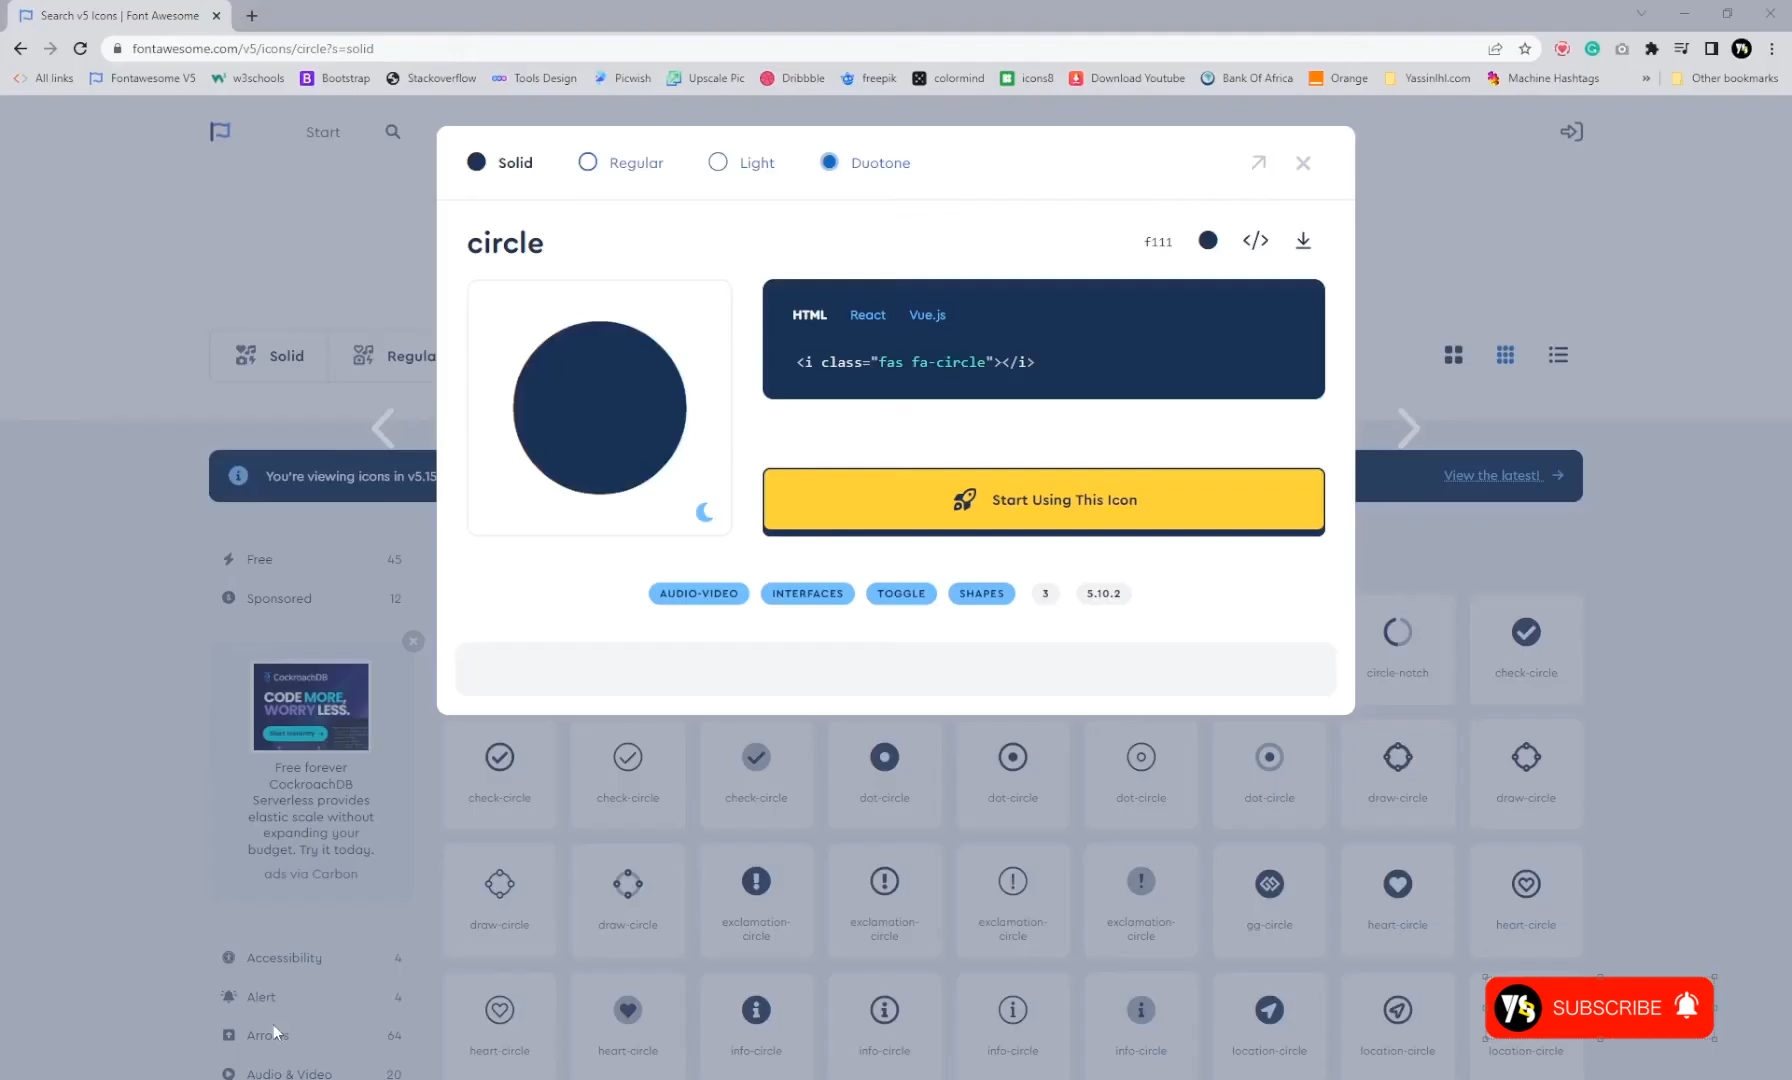 Search v5 Icons | Font Awesome
fontawesome.com/v5/icons/circle?s=solid
All links Fontawesome V5 w3schools Bootstrap Stackoverflow Tools Design Picwish Upscale Pic Dribbble freepik colormind icons8 Download Youtube Bank Of Africa Orange Yassinlhl.com Machine Hashtags » Other bookmarks
Start
Solid Regular Light Duotone
circle
f111
HTML React Vue.js
<i class="fas fa-circle"></i>
Solid Regula
You're viewing icons in v5.15
View the latest!
Start Using This Icon
Free 45
Sponsored 12
AUDIO-VIDEO INTERFACES TOGGLE SHAPES 3 5.10.2
CockroachDB
CODE MORE,
WORRY LESS.
Free forever
CockroachDB
Serverless provides
elastic scale without
expanding your
budget. Try it today.
ads via Carbon
circle-notch check-circle
check-circle check-circle check-circle dot-circle dot-circle dot-circle dot-circle draw-circle draw-circle
draw-circle draw-circle exclamation-circle exclamation-circle exclamation-circle exclamation-circle gg-circle heart-circle heart-circle
Accessibility 4
Alert 4
Arrows 64
Audio & Video 20
heart-circle heart-circle info-circle info-circle info-circle info-circle location-circle location-circle location-circle
YS SUBSCRIBE